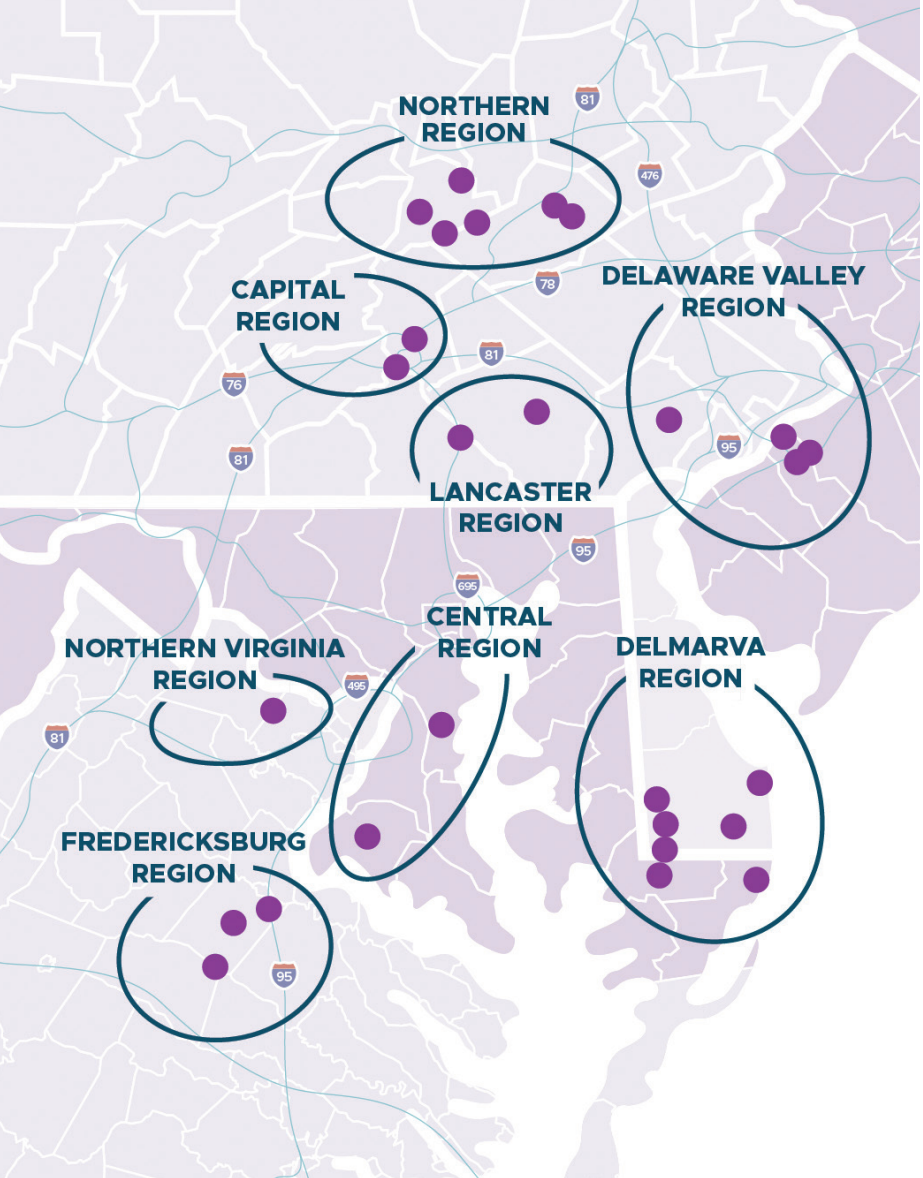 NORTHERN
REGION
81
476
DELAWARE VALLEY
REGION
78
CAPITAL
REGION
81
76
95
81
LANCASTER
REGION
95
695
CENTRAL
REGION
NORTHERN VIRGINIA
REGION
DELMARVA
REGION
495
81
FREDERICKSBURG
REGION
95